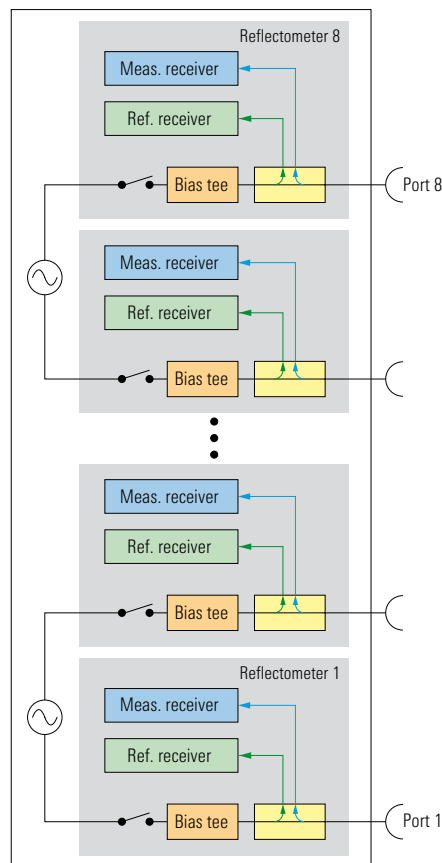 Reflectometer 8
Meas. receiver
Ref. receiver
Bias tee
Port 8
Meas. receiver
Ref. receiver
Bias tee
Meas. receiver
Ref. receiver
Bias tee
Reflectometer 1
Meas. receiver
Ref. receiver
Bias tee
Port 1